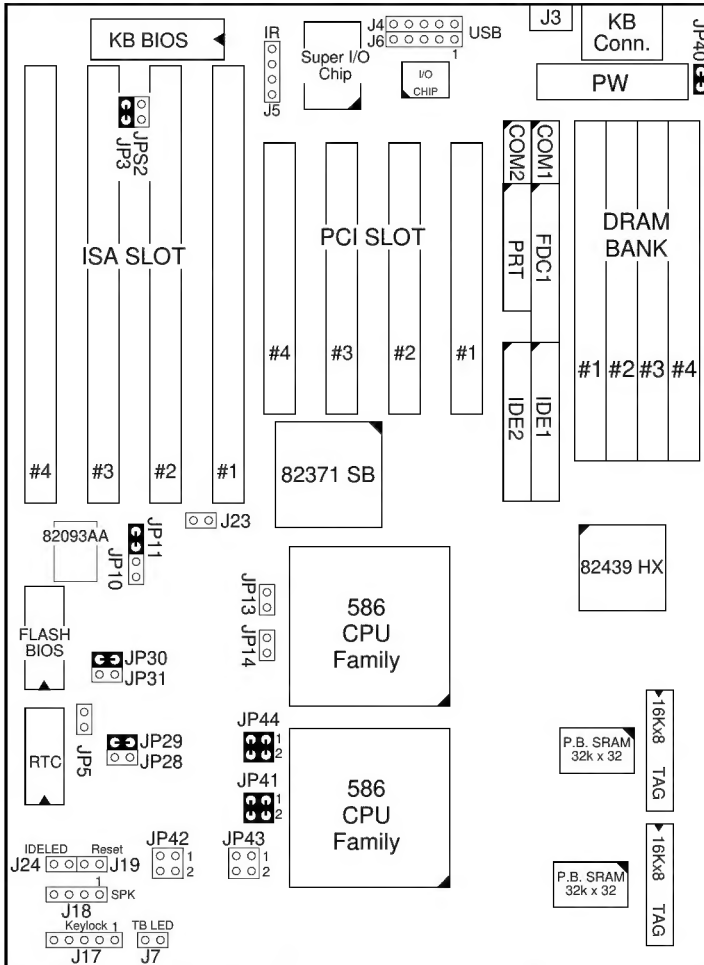 KB BIOS
IR
J5
Super I/O
Chip
J4
J6
USB
1
I/O
CHIP
J3
KB
Conn.
PW
JP40
JP3
JPS2
ISA SLOT
#4
#3
#2
#1
PCI SLOT
#4
#3
#2
#1
COM2
COM1
PRT
FDC1
IDE2
IDE1
DRAM
BANK
#1
#2
#3
#4
82371 SB
82093AA
JP11
JP10
J23
82439 HX
JP13
JP14
586
CPU
Family
FLASH
BIOS
JP30
JP31
RTC
JP5
JP29
JP28
JP44
1
2
JP41
1
2
586
CPU
Family
P.B. SRAM
32k x 32
16Kx8 TAG
P.B. SRAM
32k x 32
16Kx8 TAG
JP42
1
2
JP43
1
2
IDELED
Reset
J24
J19
1
SPK
J18
Keylock 1
J17
TB LED
J7